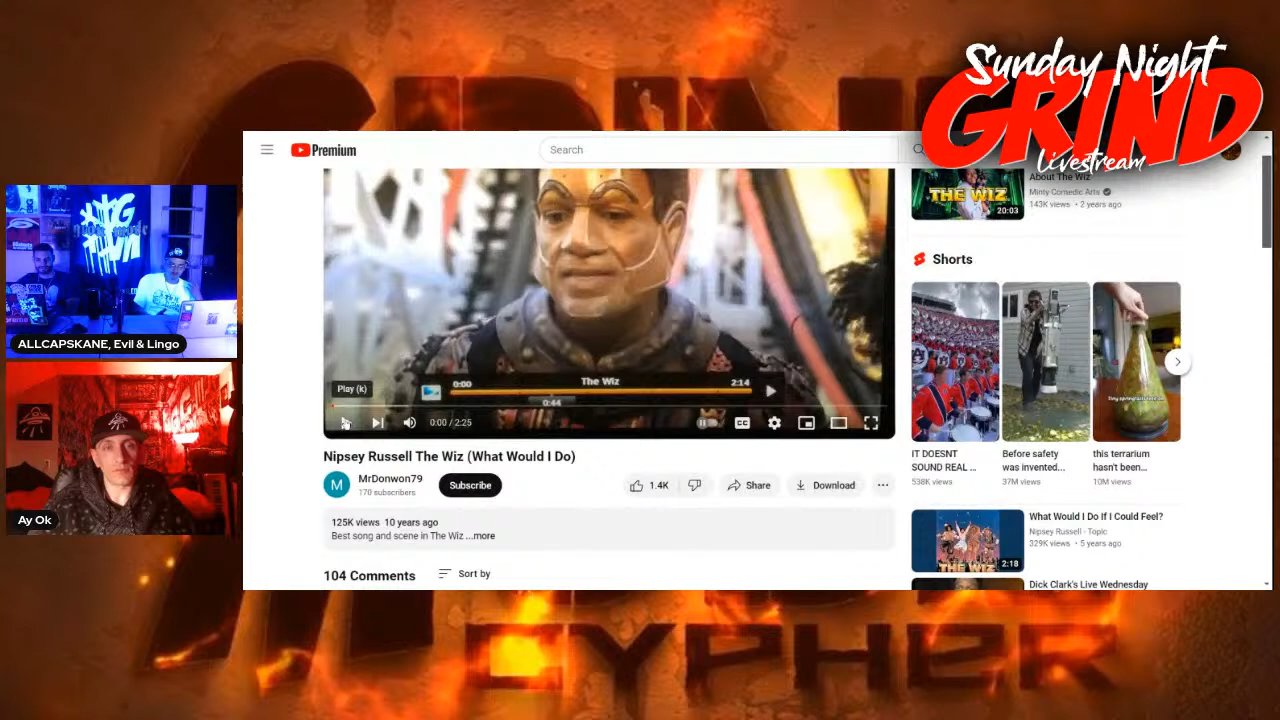 Sunday Night
GRIND
Livestream
Premium
Search
About The Wiz
Minty Comedic Arts
143K views • 2 years ago
THE WIZ
20:03
Shorts
ALLCAPSKANE, Evil & Lingo
Ay Ok
Play (k)
0:00
The Wiz
2:14
0:44
0:00 / 2:25
CC
Nipsey Russell The Wiz (What Would I Do)
M
MrDonwon79
170 subscribers
Subscribe
1.4K
Share
Download
125K views 10 years ago
Best song and scene in The Wiz ...more
104 Comments
Sort by
IT DOESNT
SOUND REAL ...
538K views
Before safety
was invented...
37M views
this terrarium
hasn't been...
10M views
What Would I Do If I Could Feel?
Nipsey Russell - Topic
329K views • 5 years ago
THE WIZ
2:18
Dick Clark's Live Wednesday
CYPHER